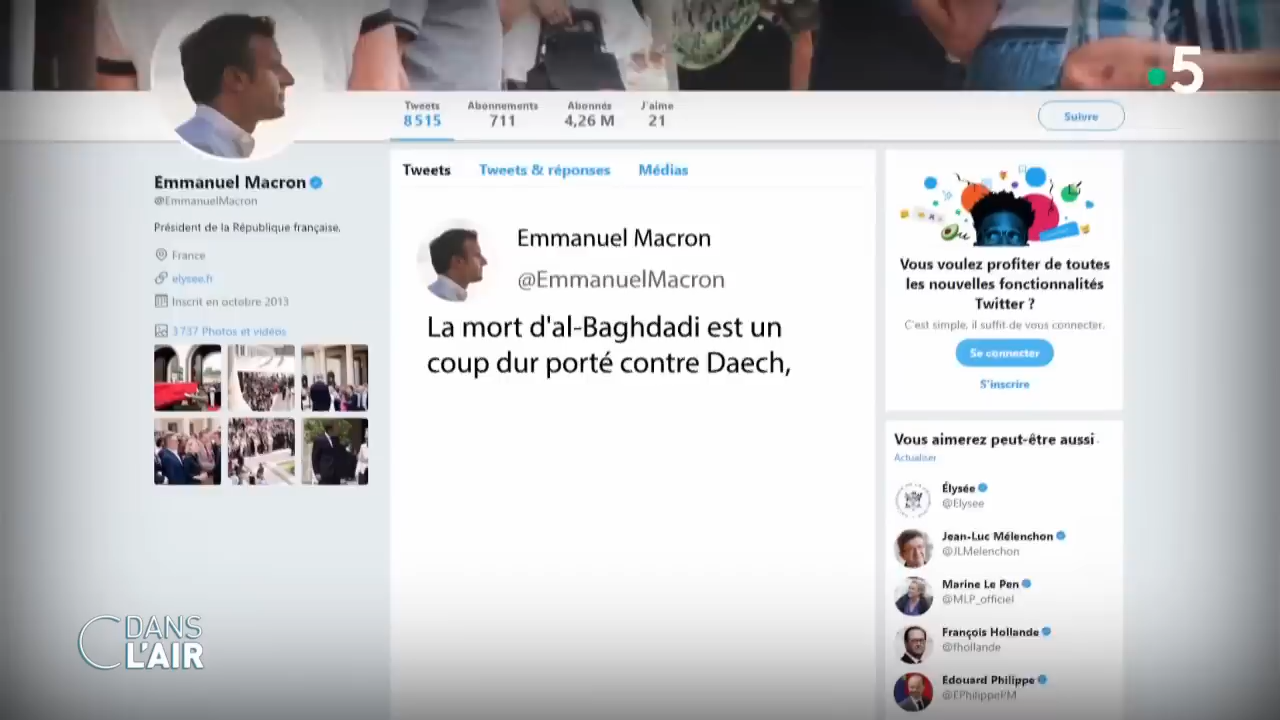 5
Tweets
8 515
Abonnements
711
Abonnés
4,26 M
J'aime
21
Suivre
Emmanuel Macron
@EmmanuelMacron
Président de la République française.
France
elysee.fr
Inscrit en octobre 2013
3 737 Photos et vidéos
Tweets
Tweets & réponses
Médias
Emmanuel Macron
@EmmanuelMacron
La mort d'al-Baghdadi est un
coup dur porté contre Daech,
Vous voulez profiter de toutes
les nouvelles fonctionnalités
Twitter ?
C'est simple, il suffit de vous connecter.
Se connecter
S'inscrire
Vous aimerez peut-être aussi
Actualiser
Élysée
@Elysee
Jean-Luc Mélenchon
@JLMelenchon
Marine Le Pen
@MLP_officiel
François Hollande
@fhollande
Edouard Philippe
@EPhilippePM
C DANS
L'AIR